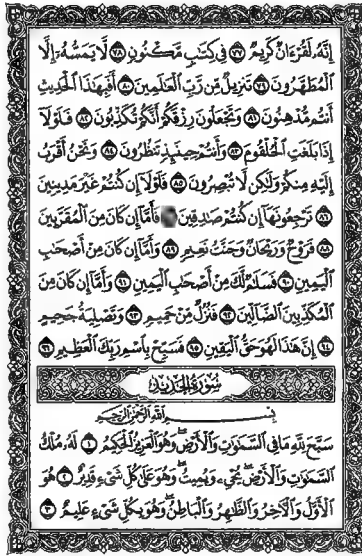 إِنَّهُۥ لَقُرْءَانٌ كَرِيمٌ ٧٧ فِى كِتَٰبٍ مَّكْنُونٍ ٧٨ لَّا يَمَسُّهُۥٓ إِلَّا
ٱلْمُطَهَّرُونَ ٧٩ تَنزِيلٌ مِّن رَّبِّ ٱلْعَٰلَمِينَ ٨٠ أَفَبِهَٰذَا ٱلْحَدِيثِ
أَنتُم مُّدْهِنُونَ ٨١ وَتَجْعَلُونَ رِزْقَكُمْ أَنَّكُمْ تُكَذِّبُونَ ٨٢ فَلَوْلَآ
إِذَا بَلَغَتِ ٱلْحُلْقُومَ ٨٣ وَأَنتُمْ حِينَئِذٍ تَنظُرُونَ ٨٤ وَنَحْنُ أَقْرَبُ
إِلَيْهِ مِنكُمْ وَلَٰكِن لَّا تُبْصِرُونَ ٨٥ فَلَوْلَآ إِن كُنتُمْ غَيْرَ مَدِينِينَ
٨٦ تَرْجِعُونَهَآ إِن كُنتُمْ صَٰدِقِينَ فَأَمَّآ إِن كَانَ مِنَ ٱلْمُقَرَّبِينَ
٨٨ فَرَوْحٌ وَرَيْحَانٌ وَجَنَّتُ نَعِيمٍ ٨٩ وَأَمَّآ إِن كَانَ مِنْ أَصْحَٰبِ
ٱلْيَمِينِ ٩٠ فَسَلَٰمٌ لَّكَ مِنْ أَصْحَٰبِ ٱلْيَمِينِ ٩١ وَأَمَّآ إِن كَانَ مِنَ
ٱلْمُكَذِّبِينَ ٱلضَّآلِّينَ ٩٢ فَنُزُلٌ مِّنْ حَمِيمٍ ٩٣ وَتَصْلِيَةُ جَحِيمٍ
٩٤ إِنَّ هَٰذَا لَهُوَ حَقُّ ٱلْيَقِينِ ٩٥ فَسَبِّحْ بِٱسْمِ رَبِّكَ ٱلْعَظِيمِ ٩٦
سُورَةُ الحَدِيدِ
بِسْمِ ٱللَّهِ ٱلرَّحْمَٰنِ ٱلرَّحِيمِ
سَبَّحَ لِلَّهِ مَا فِى ٱلسَّمَٰوَٰتِ وَٱلْأَرْضِ وَهُوَ ٱلْعَزِيزُ ٱلْحَكِيمُ ١ لَهُۥ مُلْكُ
ٱلسَّمَٰوَٰتِ وَٱلْأَرْضِ يُحْىِۦ وَيُمِيتُ وَهُوَ عَلَىٰ كُلِّ شَىْءٍ قَدِيرٌ ٢ هُوَ
ٱلْأَوَّلُ وَٱلْءَاخِرُ وَٱلظَّٰهِرُ وَٱلْبَاطِنُ وَهُوَ بِكُلِّ شَىْءٍ عَلِيمٌ ٣